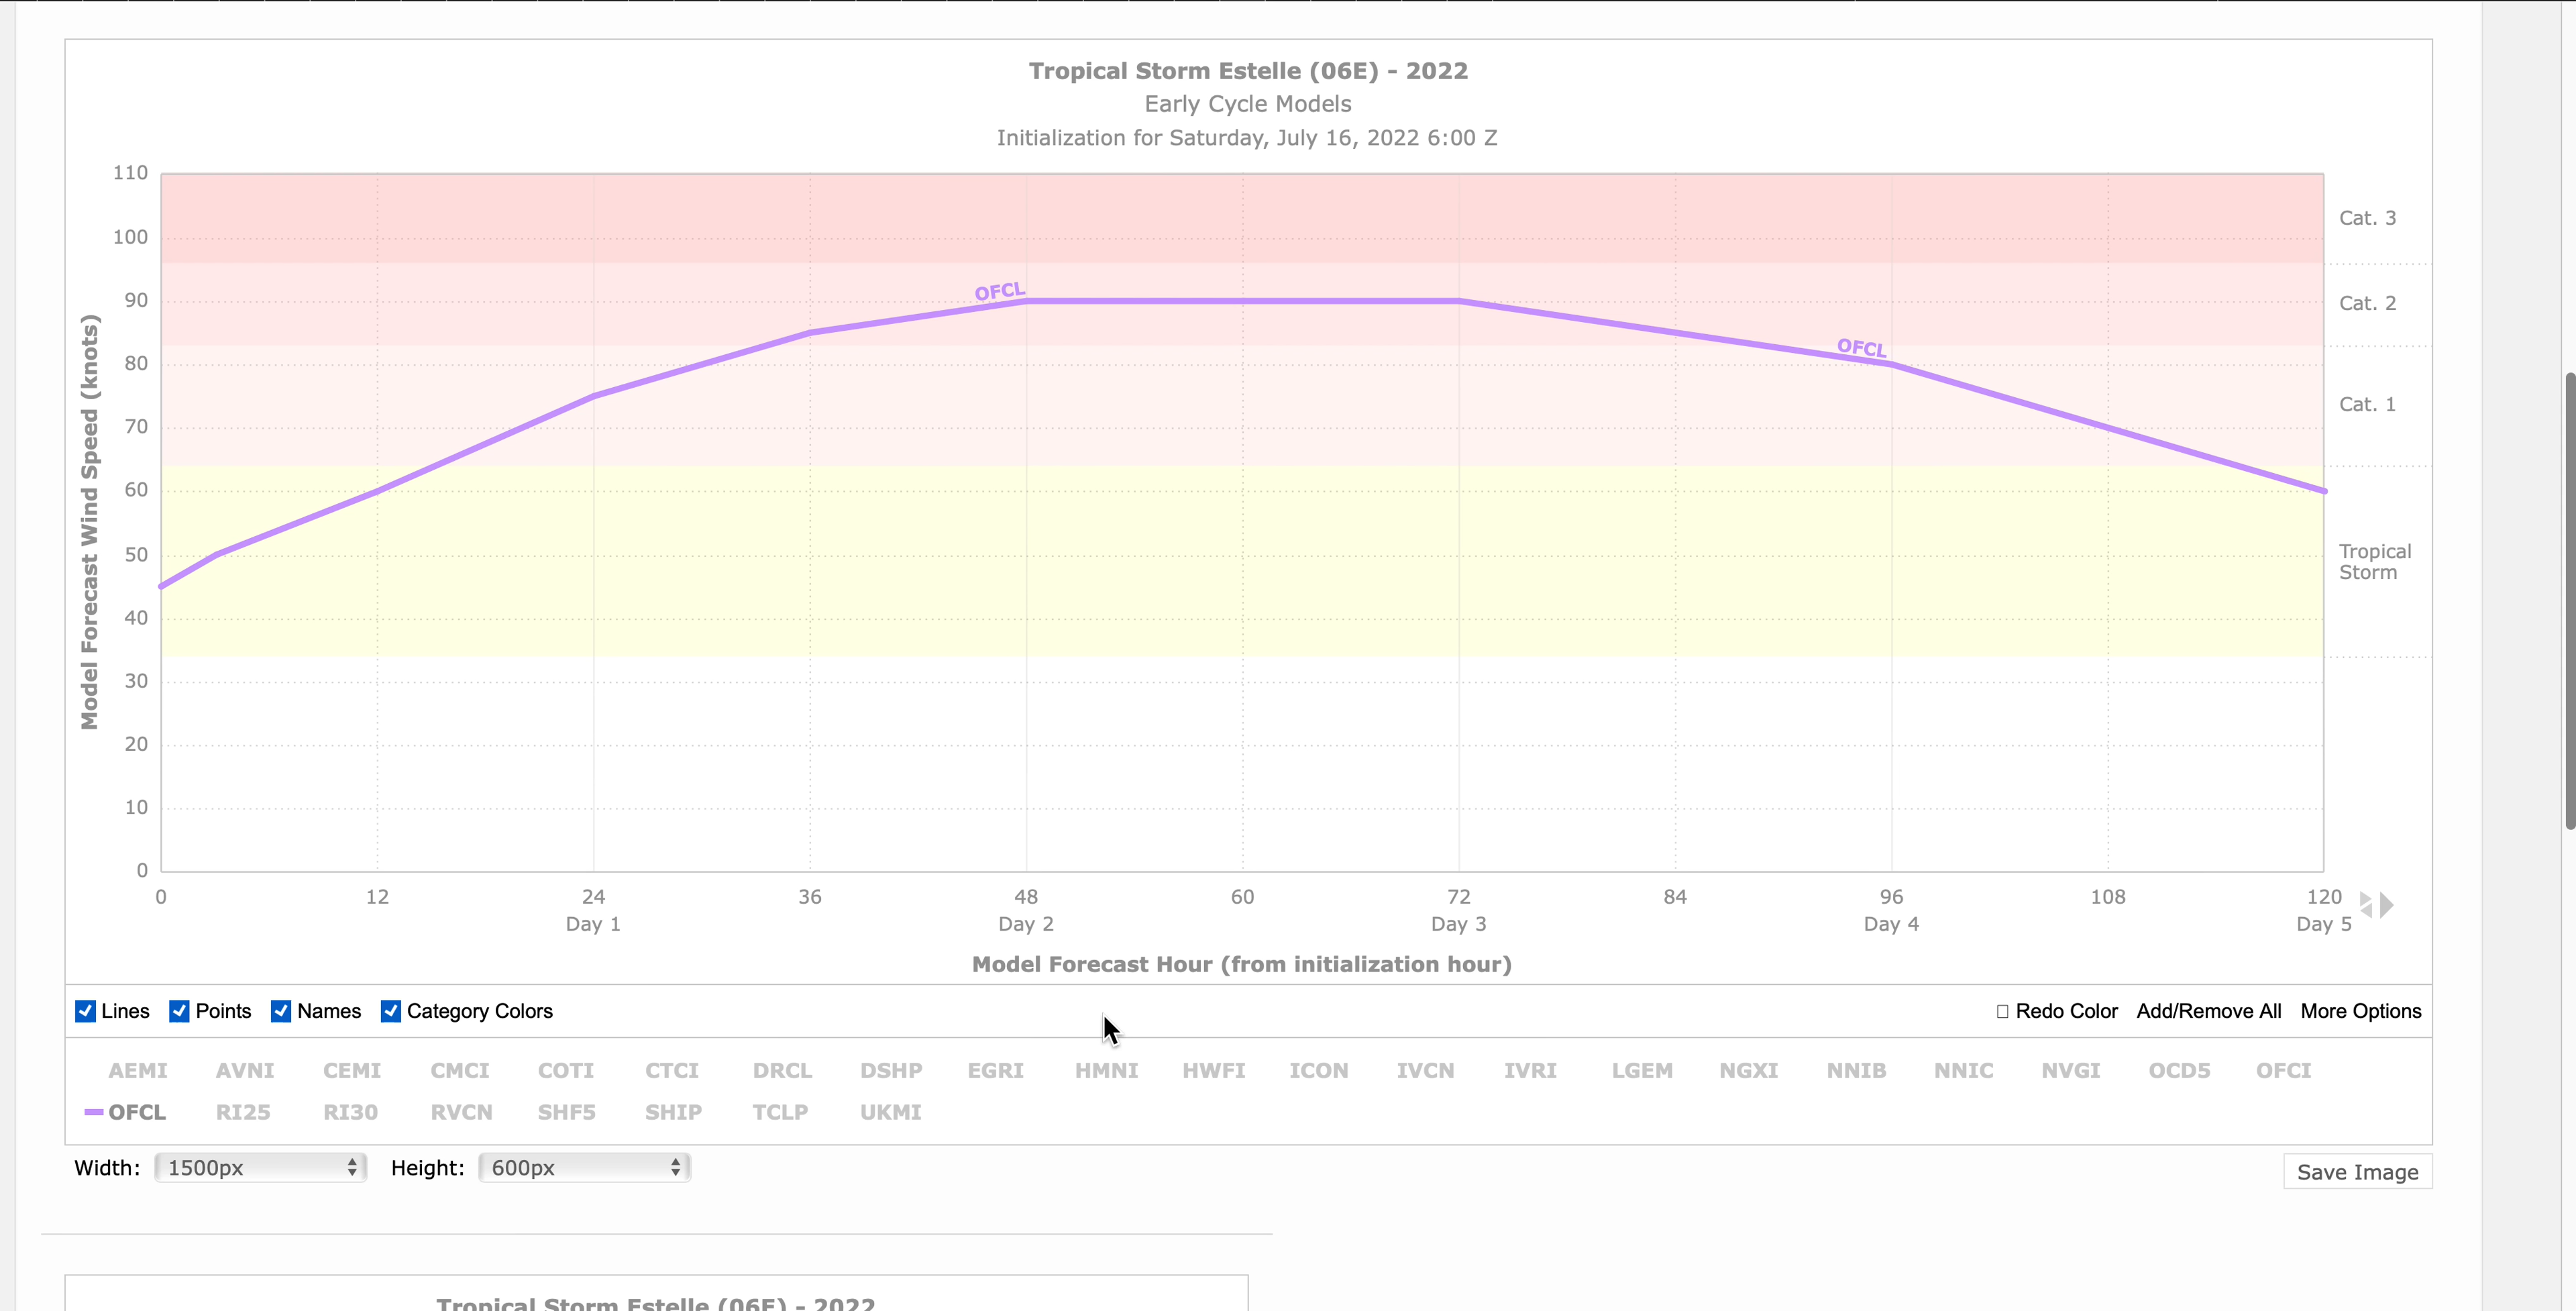 Tropical Storm Estelle (06E) - 2022
Early Cycle Models
Initialization for Saturday, July 16, 2022 6:00 Z
Model Forecast Wind Speed (knots)
110
100
90
80
70
60
50
40
30
20
10
0
OFCL
OFCL
Cat. 3
Cat. 2
Cat. 1
Tropical
Storm
0 12 24 36 48 60 72 84 96 108 120
Day 1 Day 2 Day 3 Day 4 Day 5
Model Forecast Hour (from initialization hour)
Lines Points Names Category Colors Redo Color Add/Remove All More Options
AEMI AVNI CEMI CMCI COTI CTCI DRCL DSHP EGRI HMNI HWFI ICON IVCN IVRI LGEM NGXI NNIB NNIC NVGI OCD5 OFCI
OFCL RI25 RI30 RVCN SHF5 SHIP TCLP UKMI
Width: 1500px Height: 600px Save Image
Tropical Storm Estelle (06E) - 2022